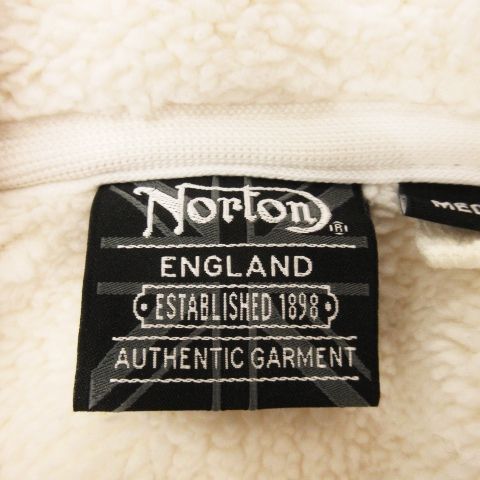 Norton
R
ENGLAND
ESTABLISHED 1898
AUTHENTIC GARMENT